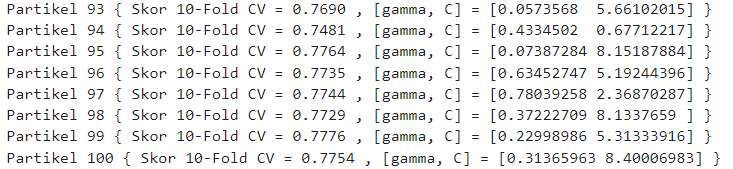 Partikel 93 { Skor 10-Fold CV = 0.7690 , [gamma, C] = [0.0573568  5.66102015] }
Partikel 94 { Skor 10-Fold CV = 0.7481 , [gamma, C] = [0.4334502  0.67712217] }
Partikel 95 { Skor 10-Fold CV = 0.7764 , [gamma, C] = [0.07387284 8.15187884] }
Partikel 96 { Skor 10-Fold CV = 0.7735 , [gamma, C] = [0.63452747 5.19244396] }
Partikel 97 { Skor 10-Fold CV = 0.7744 , [gamma, C] = [0.78039258 2.36870287] }
Partikel 98 { Skor 10-Fold CV = 0.7729 , [gamma, C] = [0.37222709 8.1337659 ] }
Partikel 99 { Skor 10-Fold CV = 0.7776 , [gamma, C] = [0.22998986 5.31333916] }
Partikel 100 { Skor 10-Fold CV = 0.7754 , [gamma, C] = [0.31365963 8.40006983] }